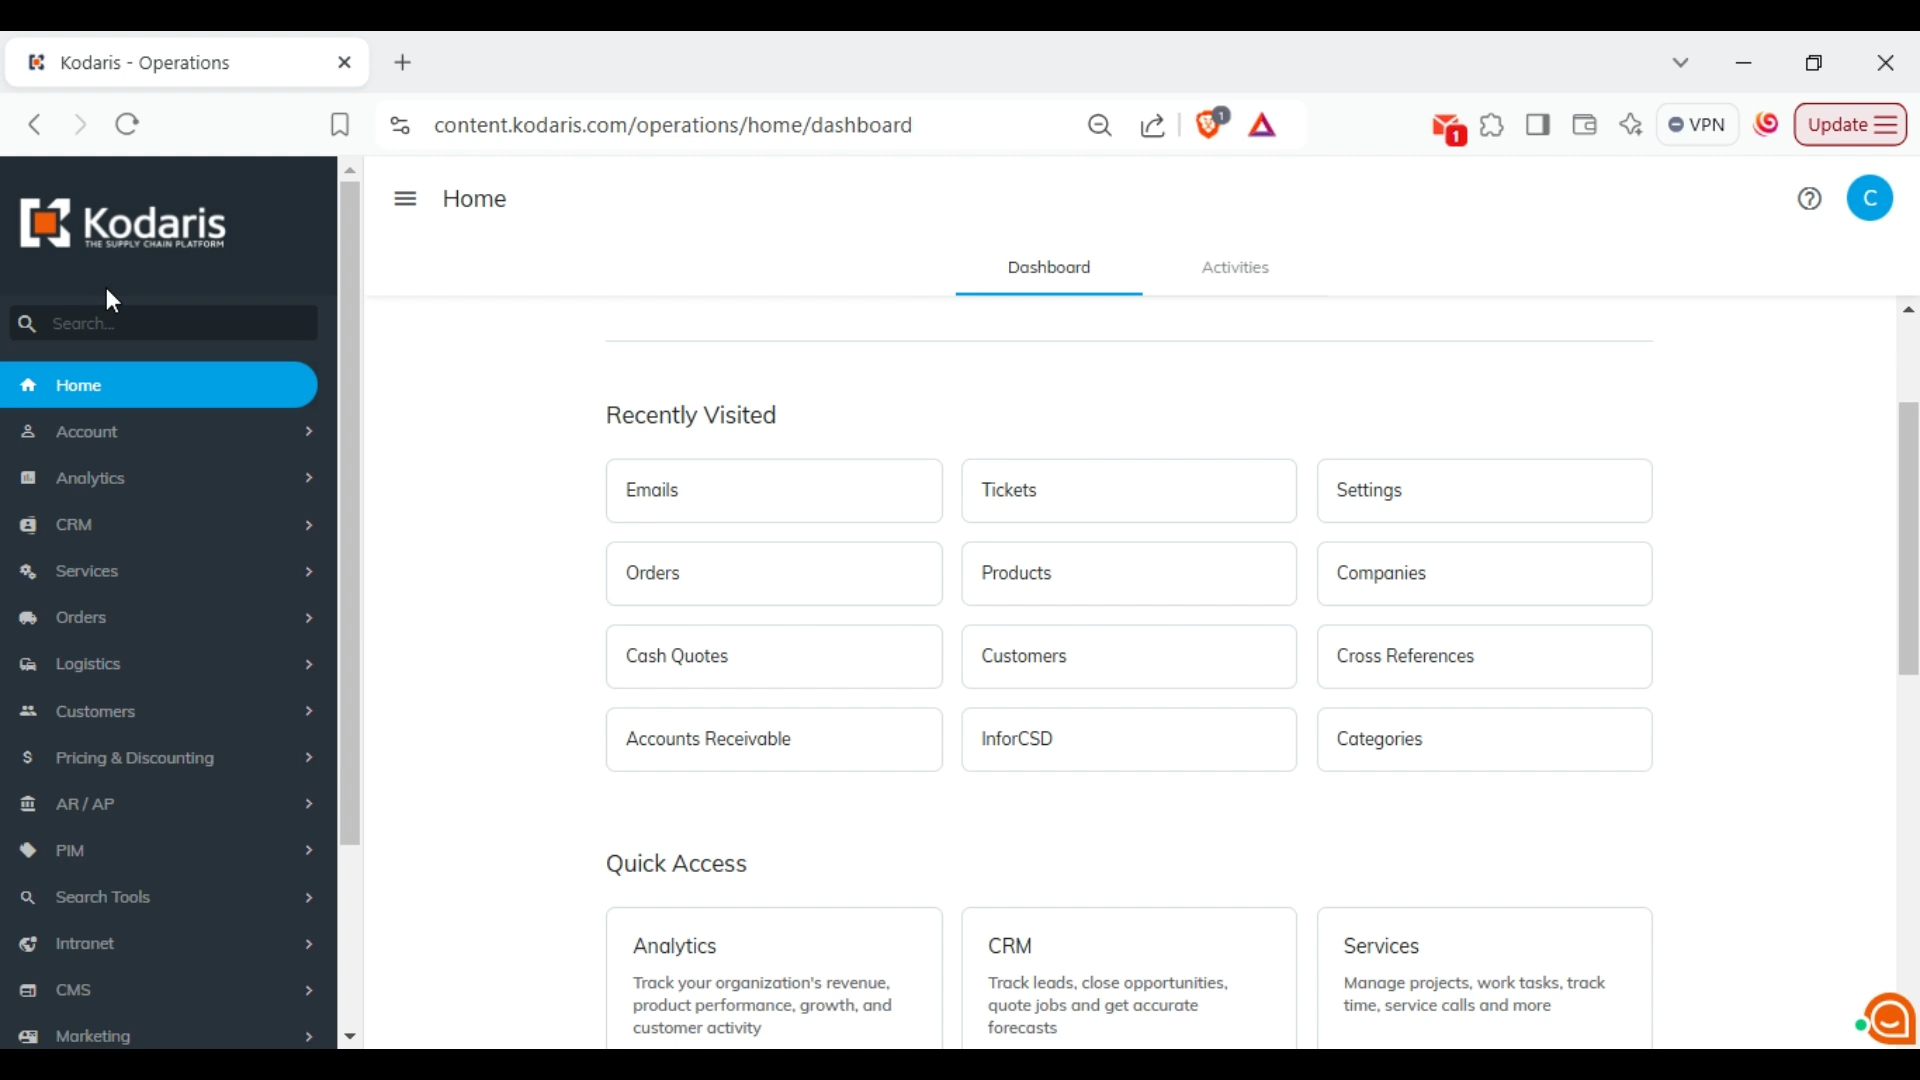 Kodaris - Operations
content.kodaris.com/operations/home/dashboard
1
1
VPN
Update
Kodaris
THE SUPPLY CHAIN PLATFORM
Home
C
Dashboard
Activities
Search...
Home
Account
Analytics
CRM
Services
Orders
Logistics
Customers
Pricing & Discounting
AR / AP
PIM
Search Tools
Intranet
CMS
Marketing
Recently Visited
Emails
Tickets
Settings
Orders
Products
Companies
Cash Quotes
Customers
Cross References
Accounts Receivable
InforCSD
Categories
Quick Access
Analytics
Track your organization's revenue,
product performance, growth, and
customer activity
CRM
Track leads, close opportunities,
quote jobs and get accurate
forecasts
Services
Manage projects, work tasks, track
time, service calls and more